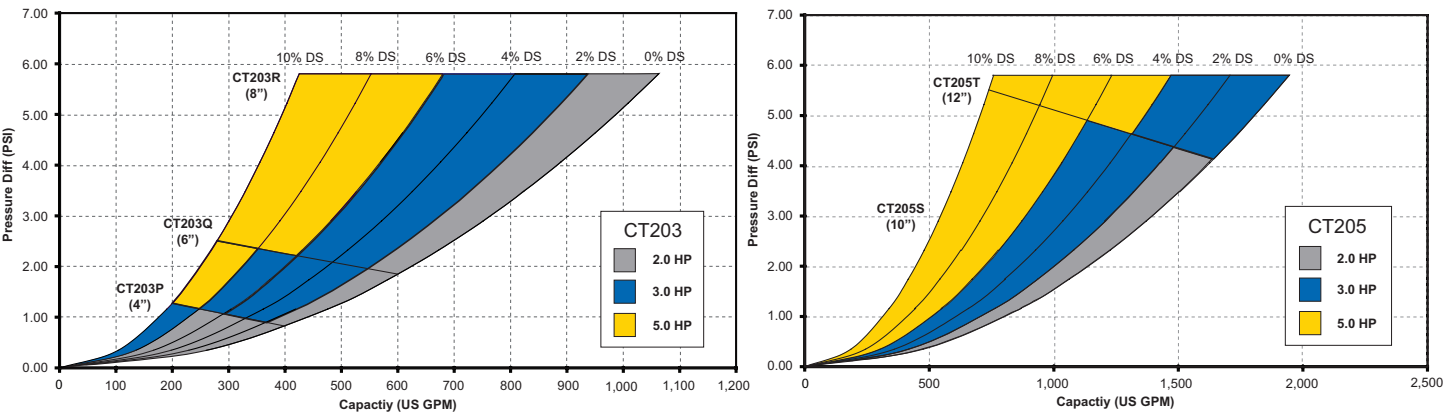 7.00
6.00
5.00
4.00
3.00
2.00
1.00
0.00
Pressure Diff (PSI)
10% DS
8% DS
6% DS
4% DS
2% DS
0% DS
CT203R
(8”)
CT203Q
(6”)
CT203P
(4”)
CT203
2.0 HP
3.0 HP
5.0 HP
0
100
200
300
400
500
600
700
800
900
1,000
1,100
1,200
Capactiy (US GPM)
7.00
6.00
5.00
4.00
3.00
2.00
1.00
0.00
Pressure Diff (PSI)
10% DS
8% DS
6% DS
4% DS
2% DS
0% DS
CT205T
(12”)
CT205S
(10”)
CT205
2.0 HP
3.0 HP
5.0 HP
0
500
1,000
1,500
2,000
2,500
Capactiy (US GPM)